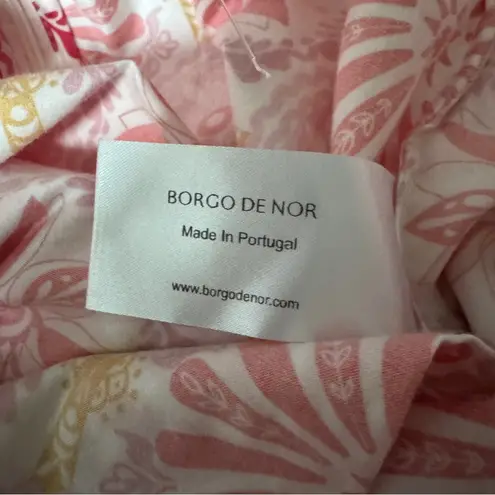 BORGO DE NOR
Made In Portugal
www.borgodenor.com